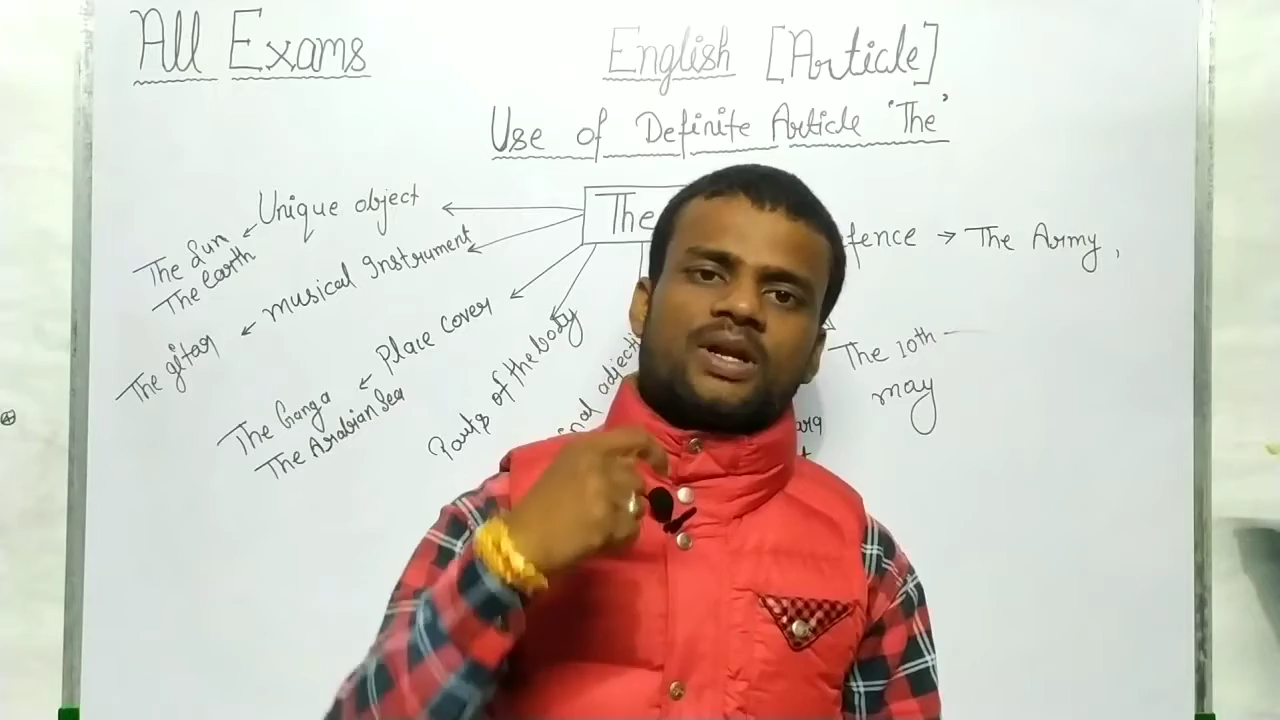 All Exams
English [Article]
Use of Definite Article 'The'
The
Unique object
The Sun
The earth
musical Instrument
The gitar
Place cover
The Ganga
The Arabian Sea
Parts of the body
fence → The Army,
The 10th —
may